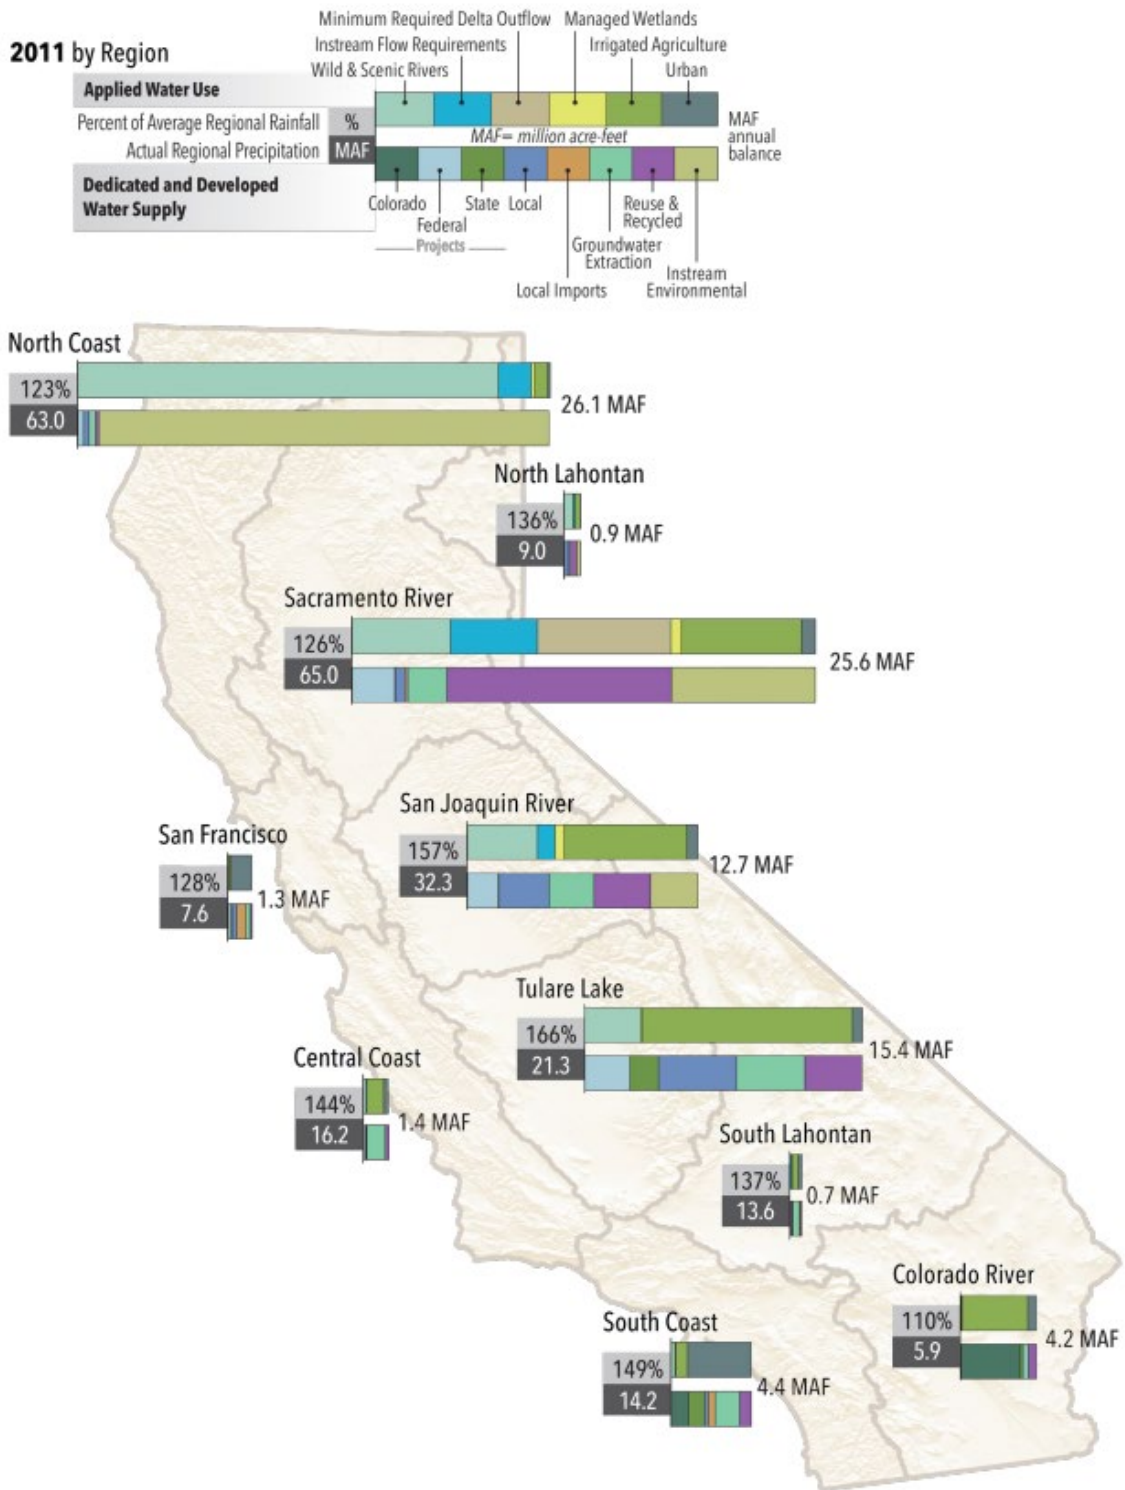 2011 by Region
Minimum Required Delta Outflow
Managed Wetlands
Instream Flow Requirements
Irrigated Agriculture
Wild & Scenic Rivers
Urban
Applied Water Use
Percent of Average Regional Rainfall %
Actual Regional Precipitation MAF
MAF= million acre-feet
MAF
annual
balance
Dedicated and Developed
Water Supply
Colorado
Federal
State
Local
Projects
Local Imports
Groundwater
Extraction
Reuse &
Recycled
Instream
Environmental
North Coast
123%
63.0
26.1 MAF
North Lahontan
136%
9.0
0.9 MAF
Sacramento River
126%
65.0
25.6 MAF
San Joaquin River
157%
32.3
12.7 MAF
San Francisco
128%
7.6
1.3 MAF
Tulare Lake
166%
21.3
15.4 MAF
Central Coast
144%
16.2
1.4 MAF
South Lahontan
137%
13.6
0.7 MAF
Colorado River
110%
5.9
4.2 MAF
South Coast
149%
14.2
4.4 MAF